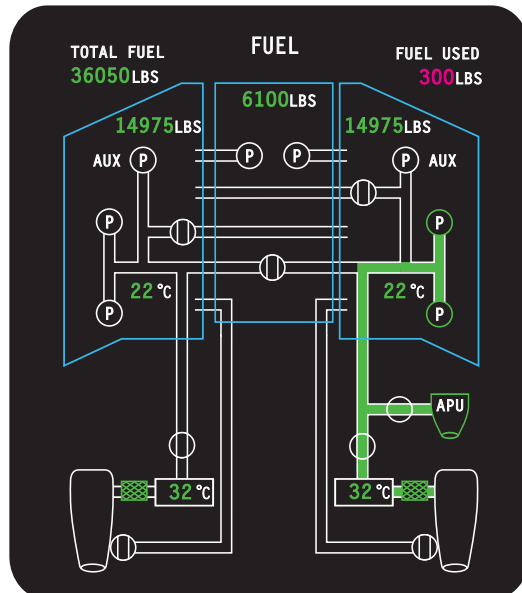 FUEL
TOTAL FUEL
36050LBS
FUEL USED
300LBS
6100LBS
14975LBS
14975LBS
AUX P
P P
P AUX
P
P
22°C
22°C
P
P
APU
32°C
32°C